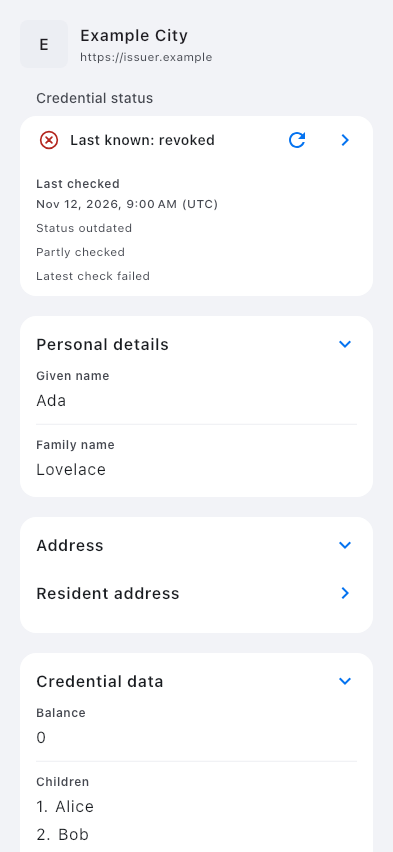 E
Example City
https://issuer.example
Credential status
Last known: revoked
Last checked
Nov 12, 2026, 9:00 AM (UTC)
Status outdated
Partly checked
Latest check failed
Personal details
Given name
Ada
Family name
Lovelace
Address
Resident address
Credential data
Balance
0
Children
1. Alice
2. Bob